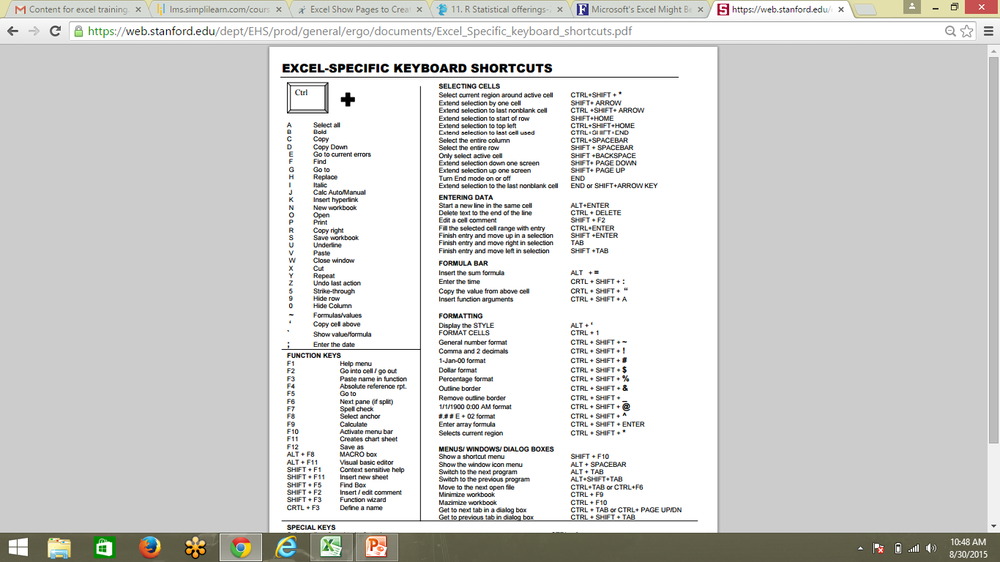 Content for excel training.
lms.simplilearn.com/cours
Excel Show Pages to Crea
11. R Statistical offerings-
Microsoft's Excel Might Be
https://web.stanford.edu/
https://web.stanford.edu/dept/EHS/prod/general/ergo/documents/Excel_Specific_keyboard_shortcuts.pdf
EXCEL-SPECIFIC KEYBOARD SHORTCUTS
Ctrl
A Select all
B Bold
C Copy
D Copy Down
E Go to current errors
F Find
G Go to
H Replace
I Italic
J Calc Auto/Manual
K Insert hyperlink
N New workbook
O Open
P Print
R Copy right
S Save workbook
U Underline
V Paste
W Close window
X Cut
Y Repeat
Z Undo last action
5 Strike-through
9 Hide row
0 Hide Column
~ Formulas/values
‘ Copy cell above
` Show value/formula
; Enter the date
FUNCTION KEYS
F1 Help menu
F2 Go into cell / go out
F3 Paste name in function
F4 Absolute reference rpt.
F5 Go to
F6 Next pane (if split)
F7 Spell check
F8 Select anchor
F9 Calculate
F10 Activate menu bar
F11 Creates chart sheet
F12 Save as
ALT + F8 MACRO box
ALT + F11 Visual basic editor
SHIFT + F1 Context sensitive help
SHIFT + F11 Insert new sheet
SHIFT + F5 Find Box
SHIFT + F2 Insert / edit comment
SHIFT + F3 Function wizard
CRTL + F3 Define a name
SELECTING CELLS
Select current region around active cell CTRL+SHIFT + *
Extend selection by one cell SHIFT+ ARROW
Extend selection to last nonblank cell CTRL +SHIFT+ ARROW
Extend selection to start of row SHIFT+HOME
Extend selection to top left CTRL+SHIFT+HOME
Extend selection to last cell used CTRL+SHIFT+END
Select the entire column CTRL+SPACEBAR
Select the entire row SHIFT + SPACEBAR
Only select active cell SHIFT +BACKSPACE
Extend selection down one screen SHIFT+ PAGE DOWN
Extend selection up one screen SHIFT+ PAGE UP
Turn End mode on or off END
Extend selection to the last nonblank cell END or SHIFT+ARROW KEY
ENTERING DATA
Start a new line in the same cell ALT+ENTER
Delete text to the end of the line CTRL + DELETE
Edit a cell comment SHIFT + F2
Fill the selected cell range with entry CTRL+ENTER
Finish entry and move up in a selection SHIFT +ENTER
Finish entry and move right in selection TAB
Finish entry and move left in selection SHIFT +TAB
FORMULA BAR
Insert the sum formula ALT + =
Enter the time CRTL + SHIFT + :
Copy the value from above cell CRTL + SHIFT + “
Insert function arguments CTRL + SHIFT + A
FORMATTING
Display the STYLE ALT + ‘
FORMAT CELLS CTRL + 1
General number format CTRL + SHIFT + ~
Comma and 2 decimals CTRL + SHIFT + !
1-Jan-00 format CTRL + SHIFT + #
Dollar format CTRL + SHIFT + $
Percentage format CTRL + SHIFT + %
Outline border CTRL + SHIFT + &
Remove outline border CTRL + SHIFT + _
1/1/1900 0:00 AM format CTRL + SHIFT + @
#.## E + 02 format CTRL + SHIFT + ^
Enter array formula CTRL + SHIFT + ENTER
Selects current region CTRL + SHIFT + *
MENUS/ WINDOWS/ DIALOG BOXES
Show a shortcut menu SHIFT + F10
Show the window icon menu ALT + SPACEBAR
Switch to the next program ALT + TAB
Switch to the previous program ALT+SHIFT+TAB
Move to the next open file CTRL+TAB or CTRL+F6
Minimize workbook CTRL + F9
Mazimize workbook CTRL + F10
Get to next tab in a dialog box CTRL + TAB or CTRL+ PAGE UP/DN
Get to previous tab in dialog box CTRL + SHIFT + TAB
SPECIAL KEYS
10:48 AM
8/30/2015